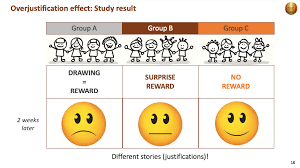 Overjustification effect: Study result
Group A
Group B
Group C
DRAWING
=
REWARD
SURPRISE
REWARD
NO
REWARD
2 weeks
later
Different stories (justifications)!